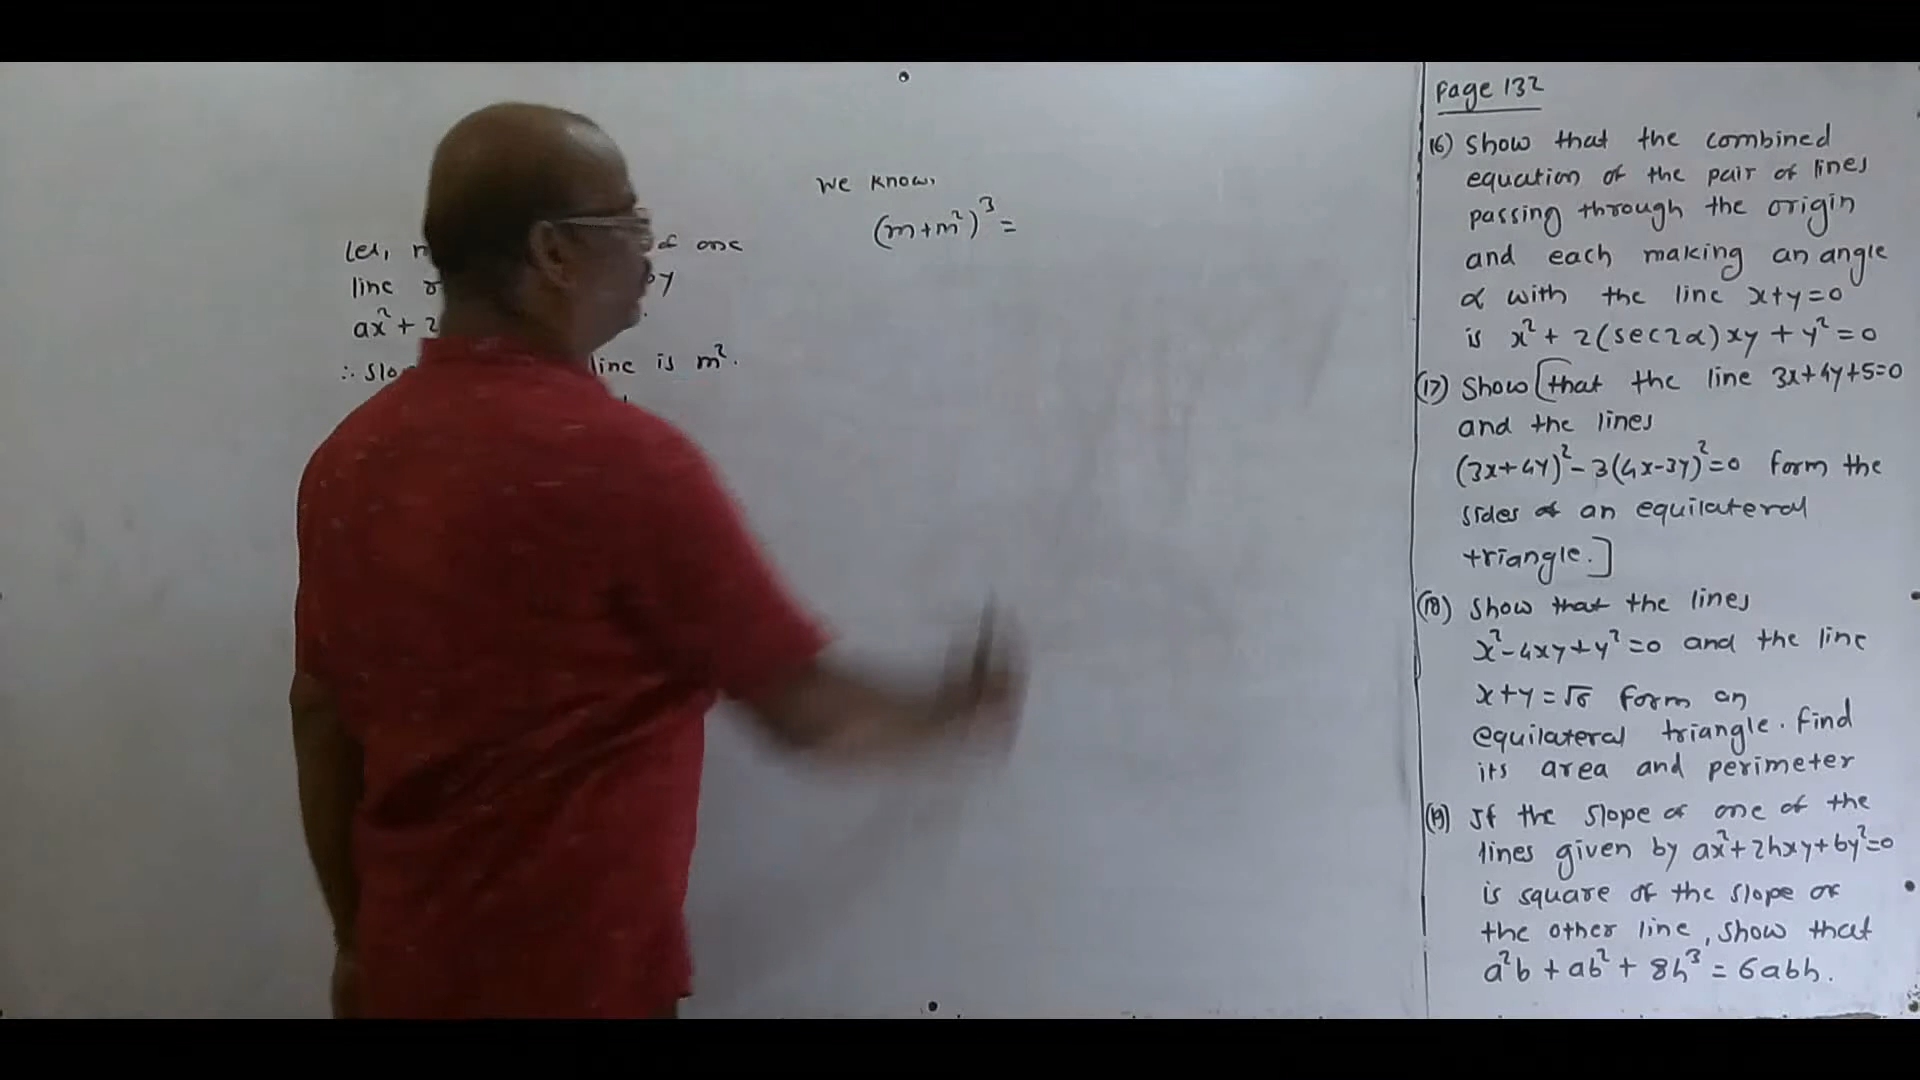 Let, of one
line by
ax² + 2
∴ slo line is m².
We know,
(m+m²)³ =
page 132
16) Show that the combined
equation of the pair of lines
passing through the origin
and each making an angle
α with the line x+y=0
is x² + 2(sec2α)xy + y² = 0
(17) Show [that the line 3x+4y+5=0
and the lines
(3x+4y)² - 3(4x-3y)² = 0 form the
sides of an equilateral
triangle.]
(18) Show that the lines
x² - 4xy + y² = 0 and the line
x + y = √6 form an
equilateral triangle. find
its area and perimeter
(19) If the slope of one of the
lines given by ax²+2hxy+by²=0
is square of the slope of
the other line, show that
a²b + ab² + 8h³ = 6abh.